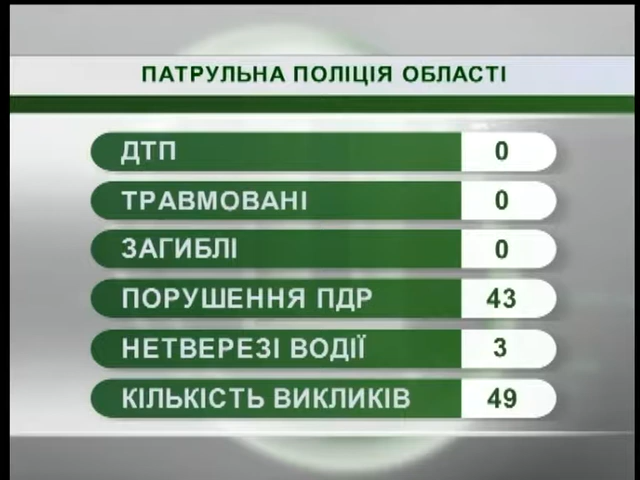 ПАТРУЛЬНА ПОЛІЦІЯ ОБЛАСТІ
ДТП 0
ТРАВМОВАНІ 0
ЗАГИБЛІ 0
ПОРУШЕННЯ ПДР 43
НЕТВЕРЕЗІ ВОДІЇ 3
КІЛЬКІСТЬ ВИКЛИКІВ 49